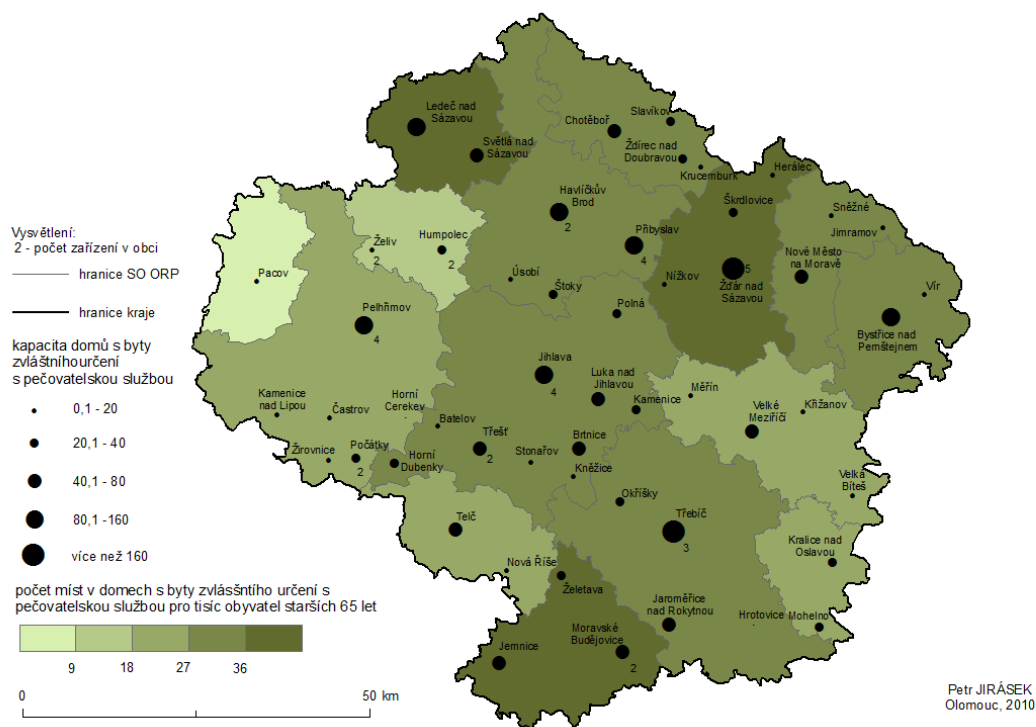 Ledeč nad
Sázavou
Světlá nad
Sázavou
Chotěboř
Slavíkov
Ždírec nad
Doubravou
Krucemburk
Herálec
Havlíčkův
Brod
2
Přibyslav
4
Škrdlovice
Sněžné
Jimramov
Nové Město
na Moravě
5
Žďár nad
Sázavou
Nížkov
Vír
Bystřice nad
Pernštejnem
Želiv
2
Humpolec
2
Úsobí
Štoky
Polná
Pacov
Pelhřimov
4
Jihlava
4
Luka nad
Jihlavou
Kamenice
Měřín
Velké
Meziříčí
Křižanov
Velká
Bíteš
Kamenice
nad Lipou
Častrov
Horní
Cerekev
Batelov
Žirovnice
Počátky
2
Horní
Dubenky
Třešť
2
Stonařov
Brtnice
Kněžice
Okříšky
Třebíč
3
Kralice nad
Oslavou
Telč
Nová Říše
Želetava
Jaroměřice
nad Rokytnou
Hrotovice
Mohelno
Jemnice
Moravské
Budějovice
2
Vysvětlení:
2 - počet zařízení v obci
hranice SO ORP
hranice kraje
kapacita domů s byty
zvláštníhourčení
s pečovatelskou službou
0,1 - 20
20,1 - 40
40,1 - 80
80,1 -160
více než 160
počet míst v domech s byty zvlásšntího určení s
pečovatelskou službou pro tisíc obyvatel starších 65 let
9 18 27 36
0 50 km
Petr JIRÁSEK
Olomouc, 2010